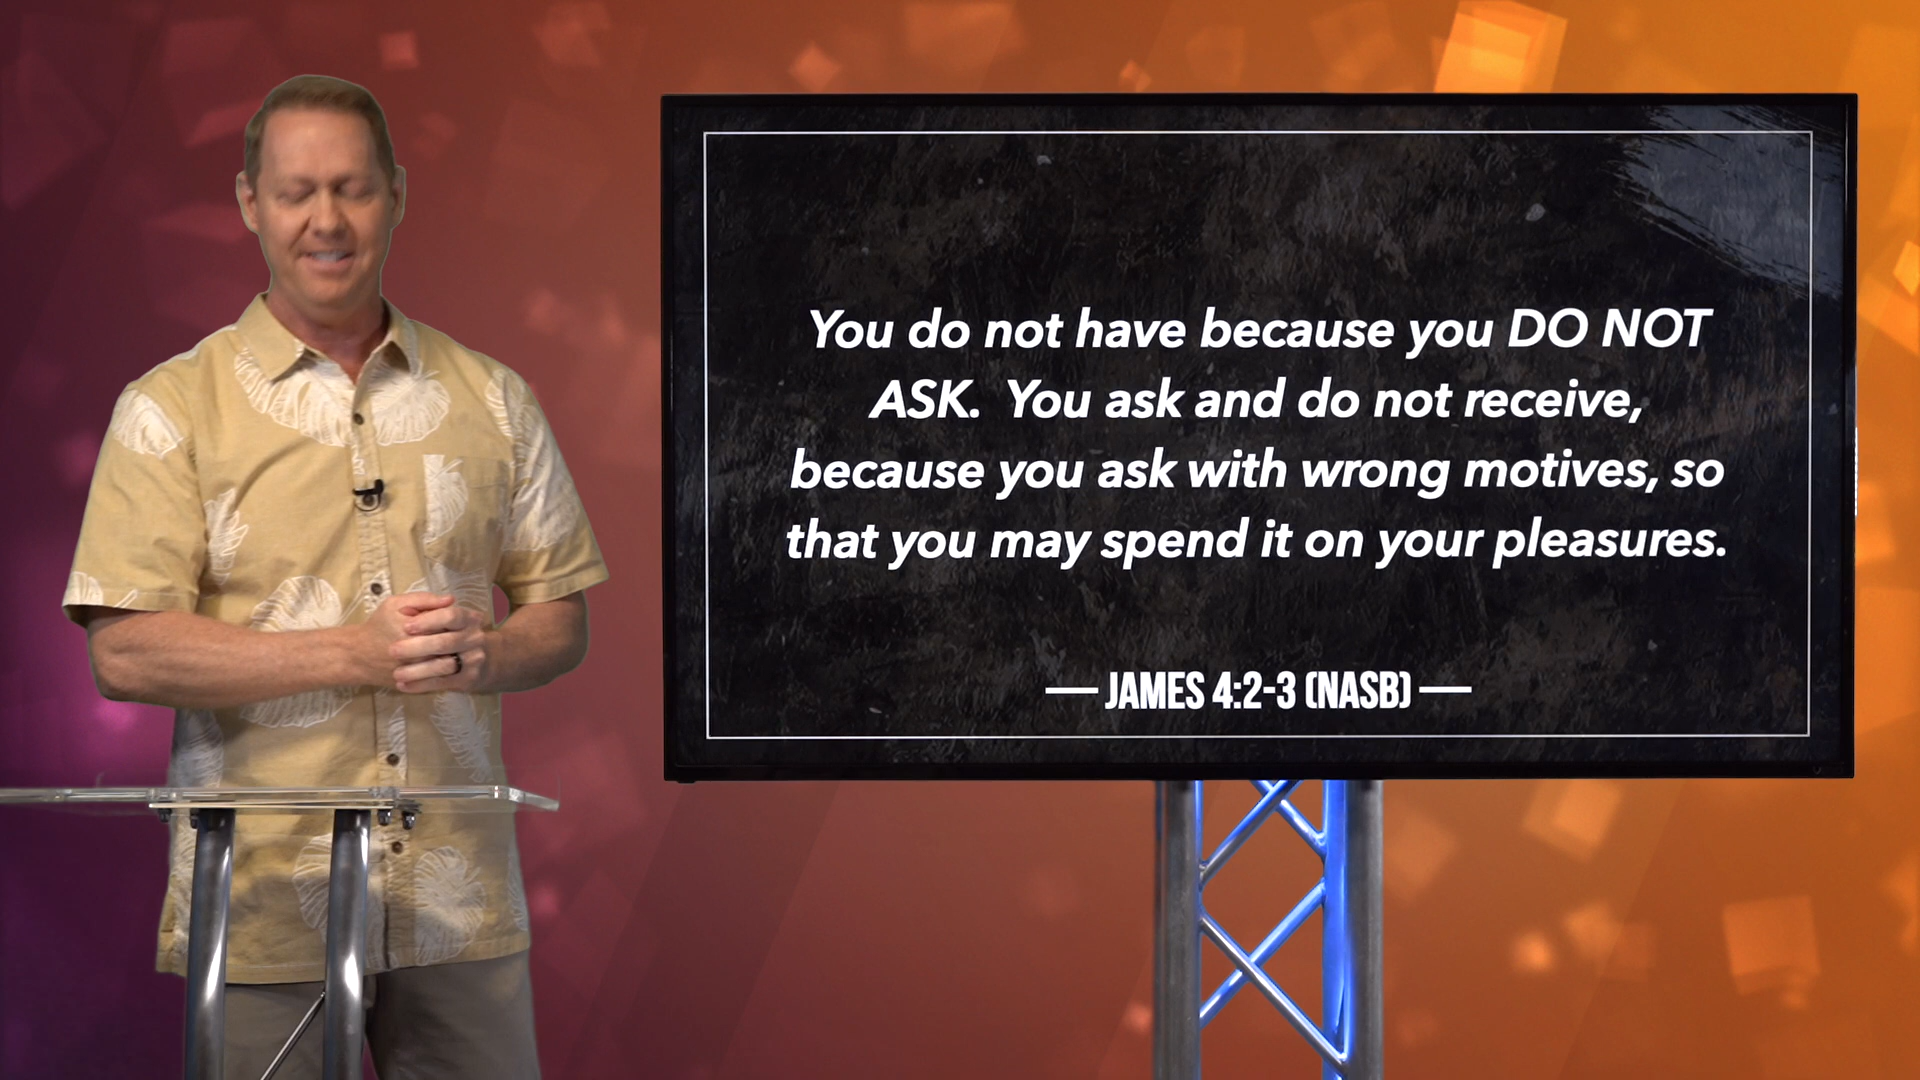 You do not have because you DO NOT
ASK.  You ask and do not receive,
because you ask with wrong motives, so
that you may spend it on your pleasures.
— JAMES 4:2-3 (NASB) —